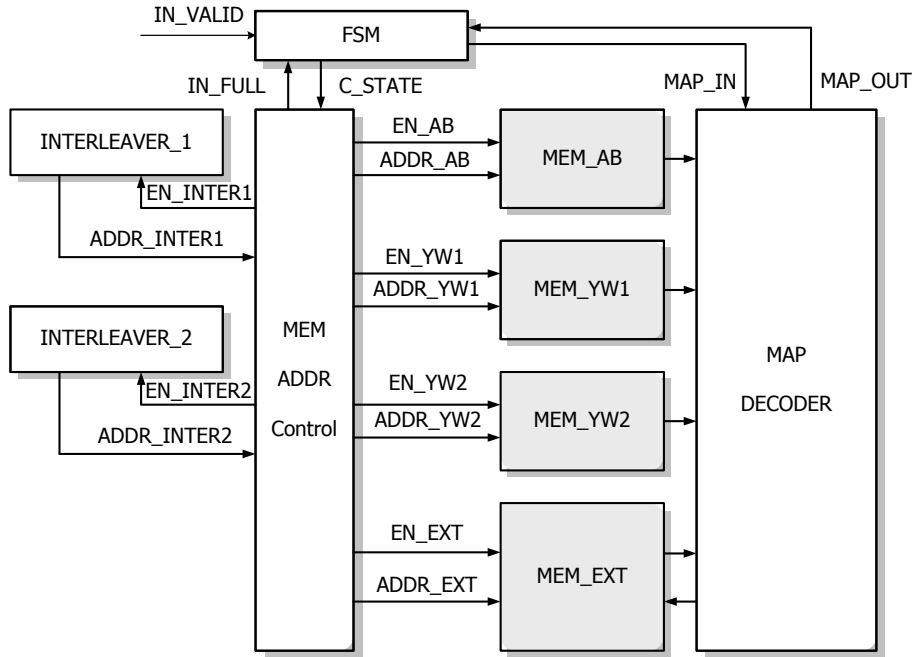 IN_VALID
FSM
IN_FULL
C_STATE
MAP_IN
MAP_OUT
INTERLEAVER_1
EN_INTER1
ADDR_INTER1
INTERLEAVER_2
EN_INTER2
ADDR_INTER2
MEM
ADDR
Control
EN_AB
ADDR_AB
MEM_AB
EN_YW1
ADDR_YW1
MEM_YW1
EN_YW2
ADDR_YW2
MEM_YW2
EN_EXT
ADDR_EXT
MEM_EXT
MAP
DECODER